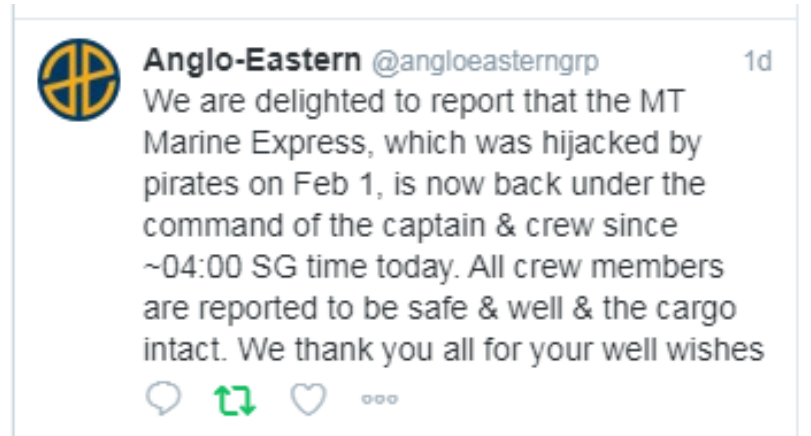 Anglo-Eastern @angloeasterngrp 1d
We are delighted to report that the MT
Marine Express, which was hijacked by
pirates on Feb 1, is now back under the
command of the captain & crew since
~04:00 SG time today. All crew members
are reported to be safe & well & the cargo
intact. We thank you all for your well wishes